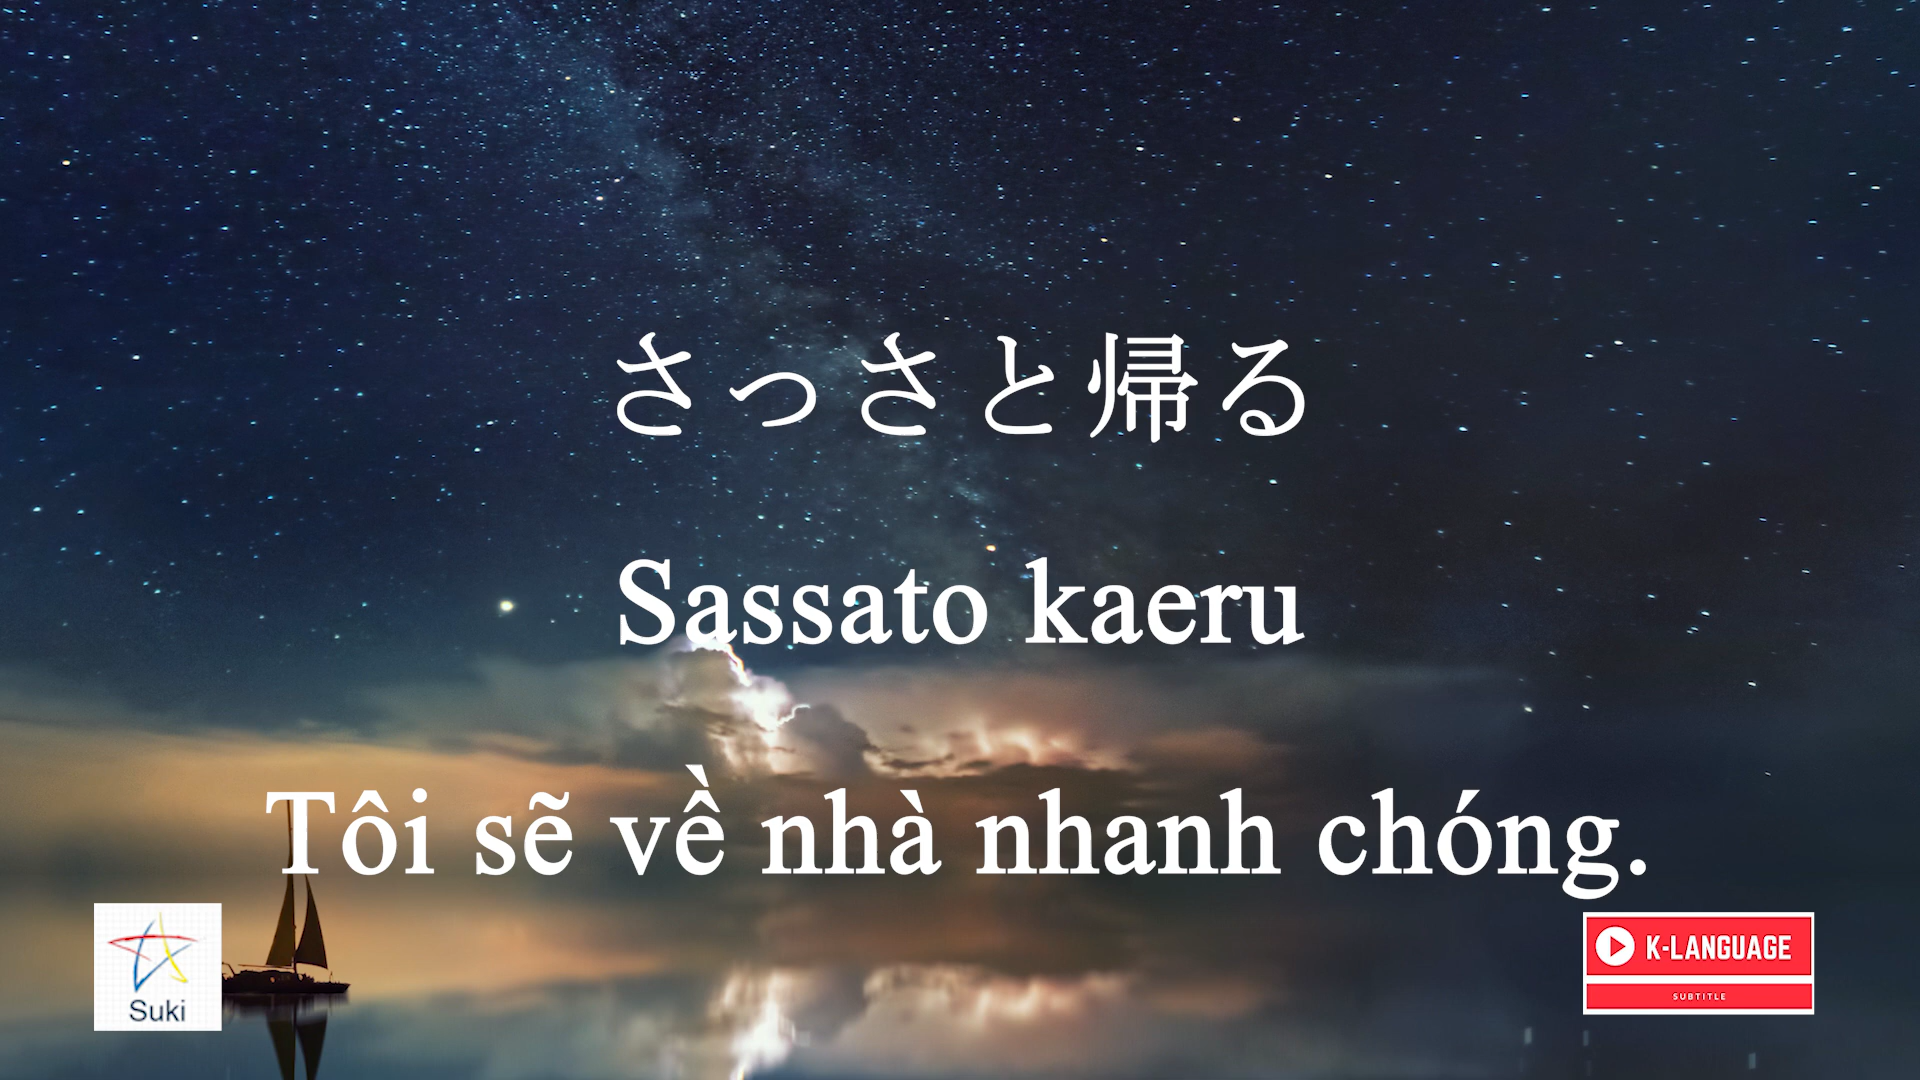 さっさと帰る
Sassato kaeru
Tôi sẽ về nhà nhanh chóng.
Suki
K-LANGUAGE
SUBTITLE